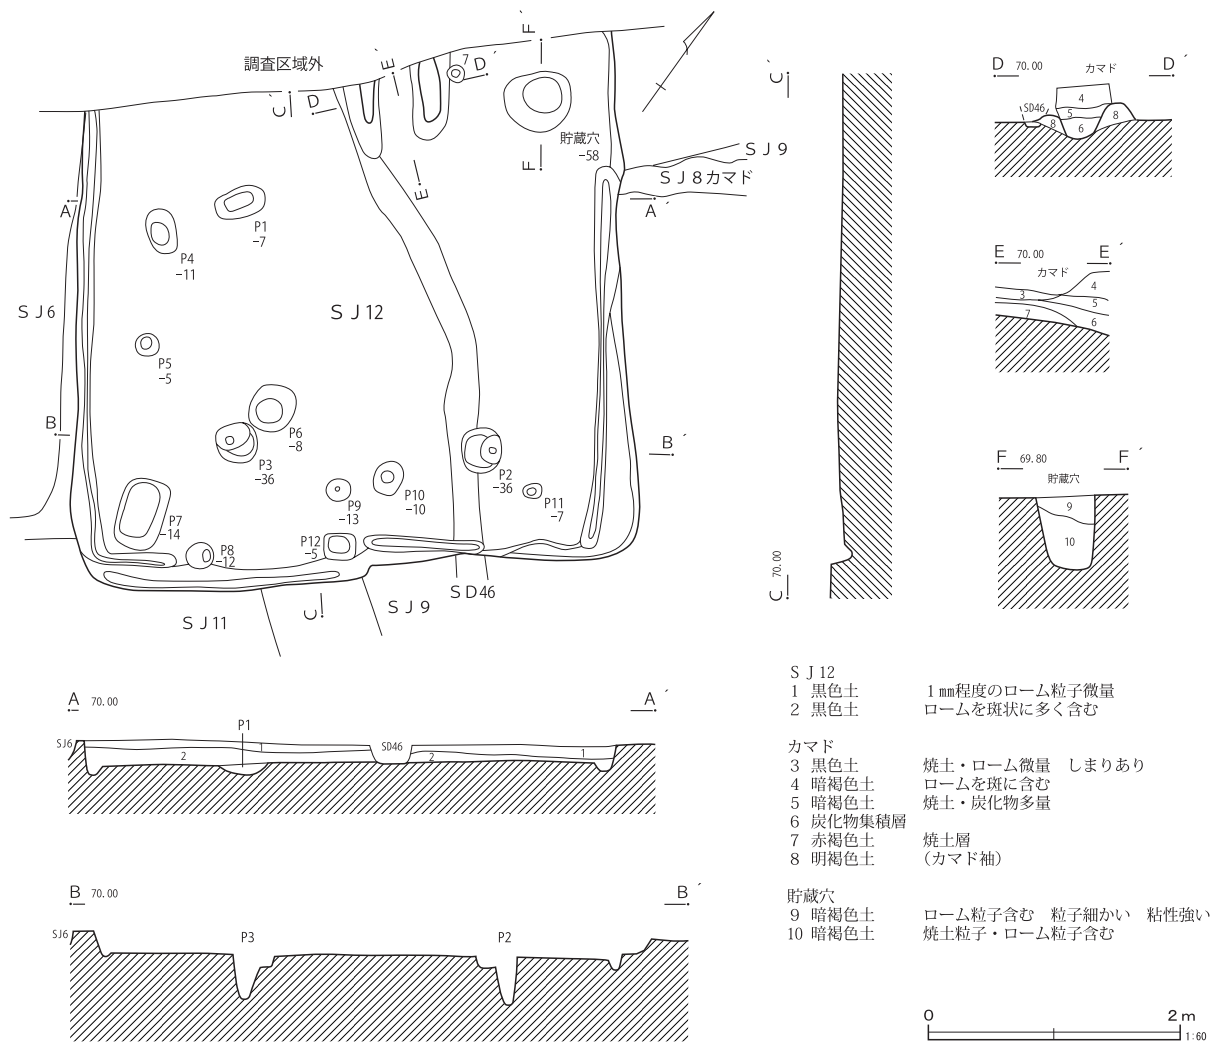 調査区域外
F´
E´
7
D´
C´
D
貯蔵穴
-58
F
E
SJ9
SJ8カマド
A
A´
P1
-7
P4
-11
SJ6
SJ12
P5
-5
B
B´
P6
-8
P3
-36
P2
-36
P9
-13
P10
-10
P11
-7
P7
-14
P8
-12
P12
-5
SD46
SJ9
SJ11
C
C´
C 70.00
D 70.00
D´
カマド
SD46
4
5
8
8
6
E 70.00
E´
カマド
3
4
5
7
6
F 69.80
F´
貯蔵穴
9
10
A 70.00
A´
SJ6
P1
1
2
SD46
2
1
B 70.00
B´
SJ6
P3
P2
SJ12
1 黒色土 1㎜程度のローム粒子微量
2 黒色土 ロームを斑状に多く含む
カマド
3 黒色土 焼土・ローム微量 しまりあり
4 暗褐色土 ロームを斑に含む
5 暗褐色土 焼土・炭化物多量
6 炭化物集積層
7 赤褐色土 焼土層
8 明褐色土 (カマド袖)
貯蔵穴
9 暗褐色土 ローム粒子含む 粒子細かい 粘性強い
10 暗褐色土 焼土粒子・ローム粒子含む
0 2m
1:60